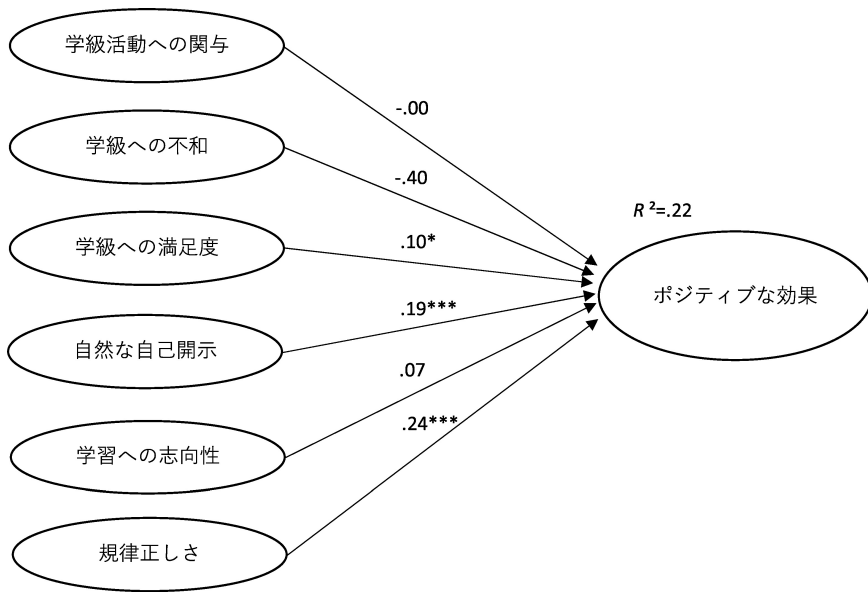 学級活動への関与
-.00
学級への不和
-.40
R²=.22
学級への満足度
.10*
ポジティブな効果
自然な自己開示
.19***
.07
学習への志向性
.24***
規律正しさ